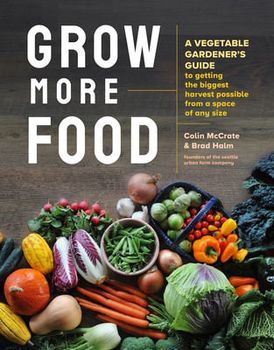 GROW
MORE
FOOD
A VEGETABLE
GARDENER'S
GUIDE
to getting
the biggest
harvest possible
from a space
of any size
Colin McCrate
& Brad Halm
founders of the seattle
urban farm company